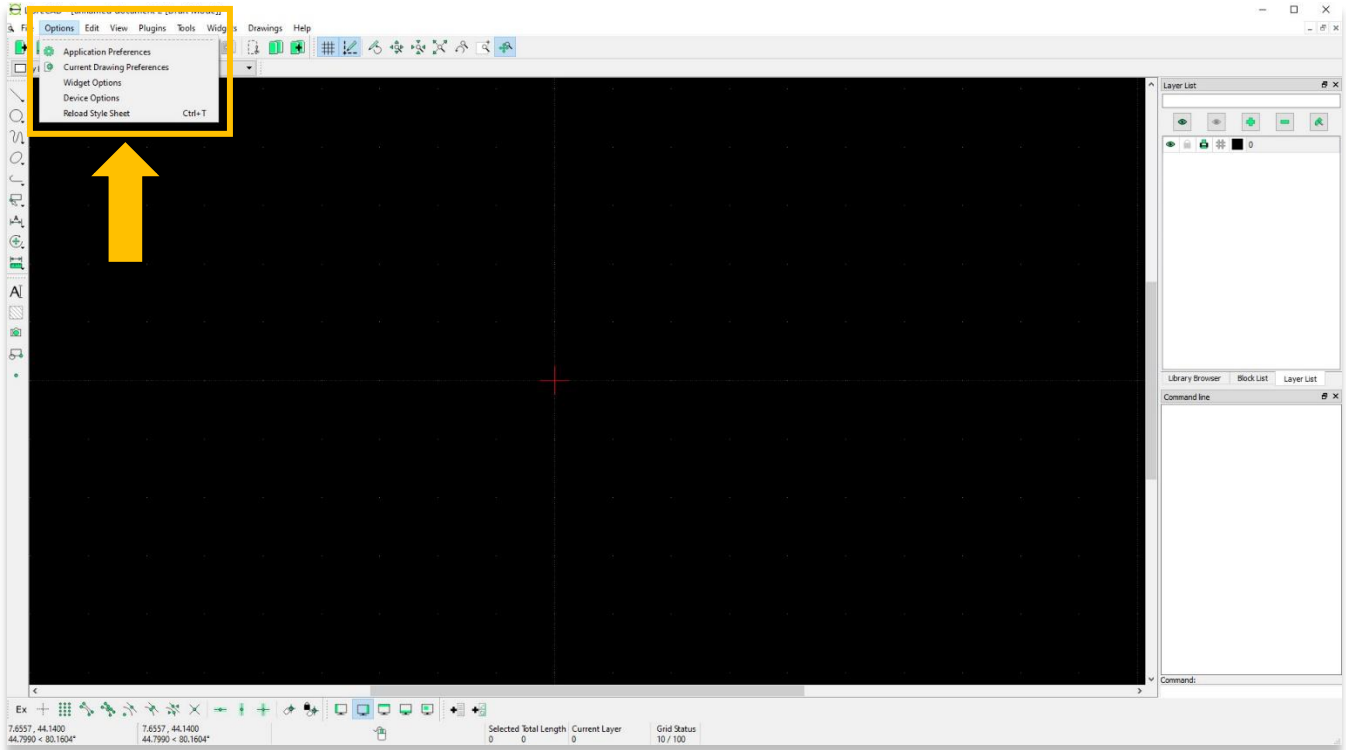 [Draft Mode]]
Options Edit View Plugins Tools Widgets Drawings Help
Application Preferences
Current Drawing Preferences
Widget Options
Device Options
Reload Style Sheet Ctrl+T
Layer List
0
Library Browser Block List Layer List
Command line
Command:
Ex
7.6557 , 44.1400
44.7990 < 80.1604°
7.6557 , 44.1400
44.7990 < 80.1604°
Selected Total Length Current Layer Grid Status
0 0 0 10 / 100